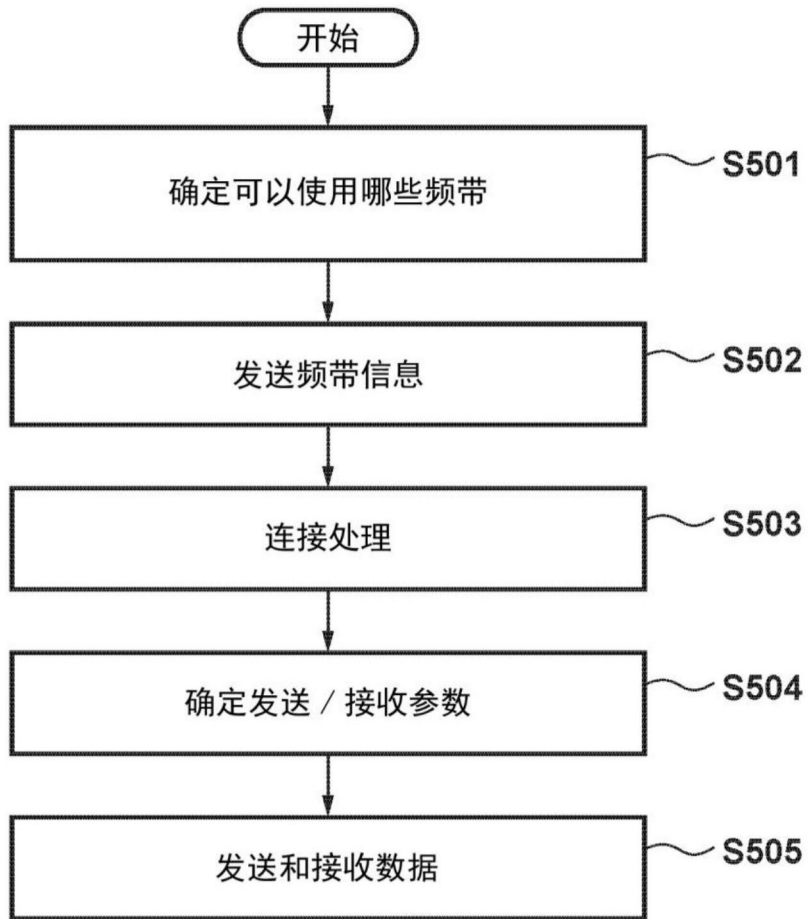 开始
确定可以使用哪些频带
S501
发送频带信息
S502
连接处理
S503
确定发送/接收参数
S504
发送和接收数据
S505